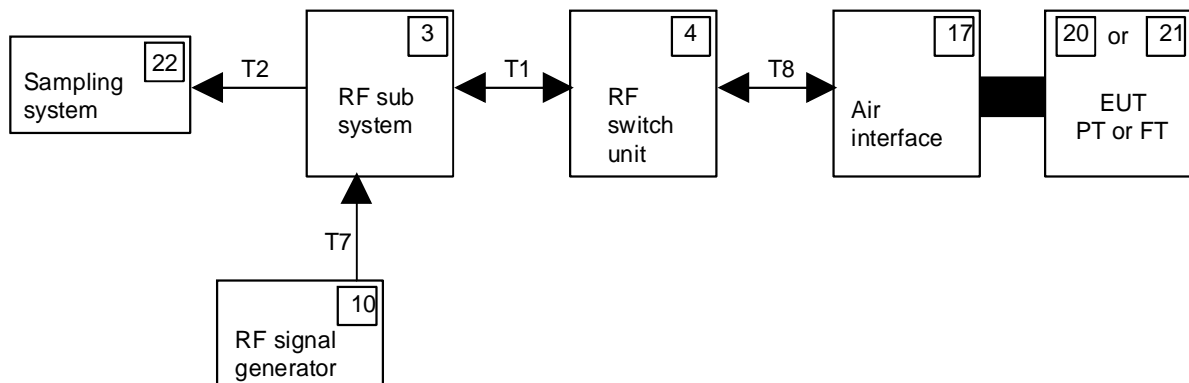 22
Sampling
system
T2
3
RF sub
system
T1
4
RF
switch
unit
T8
17
Air
interface
20 or 21
EUT
PT or FT
T7
10
RF signal
generator